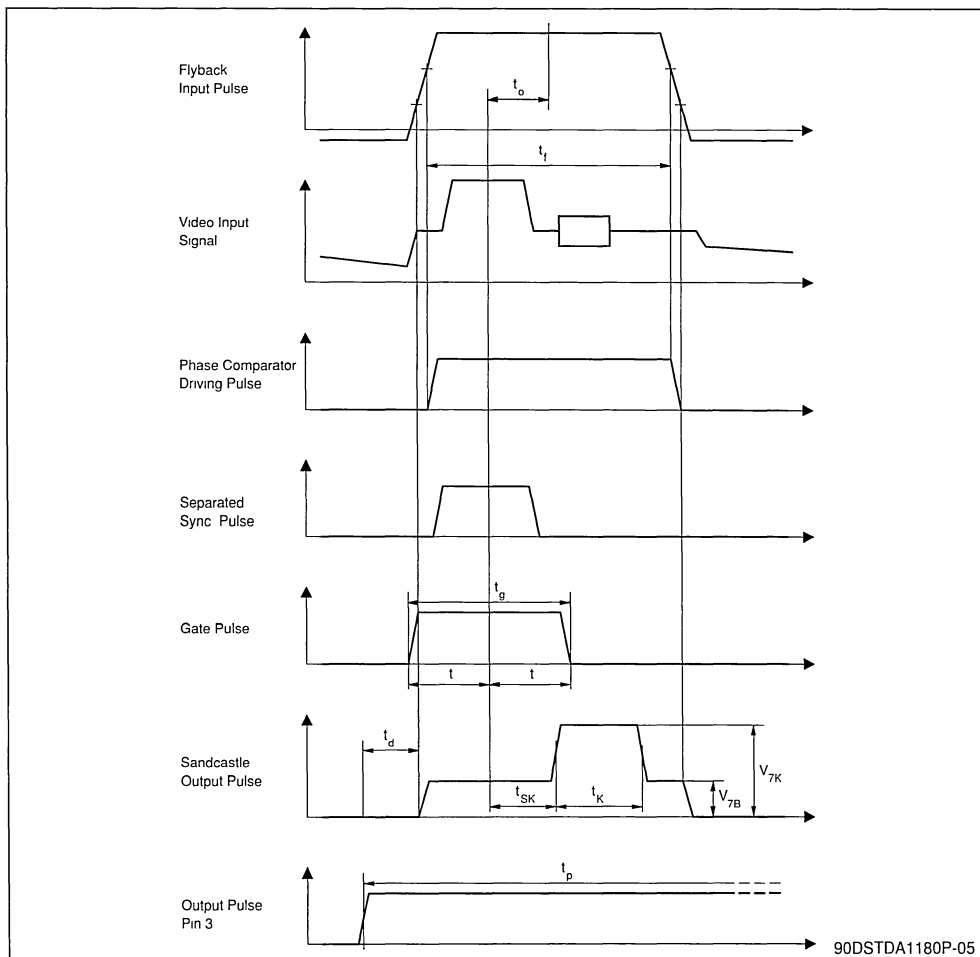 Flyback
Input Pulse
t_o
t_f
Video Input
Signal
Phase Comparator
Driving Pulse
Separated
Sync Pulse
t_g
Gate Pulse
t
t
t_d
Sandcastle
Output Pulse
t_SK
t_K
V_7B
V_7K
t_p
Output Pulse
Pin 3
90DSTDA1180P-05